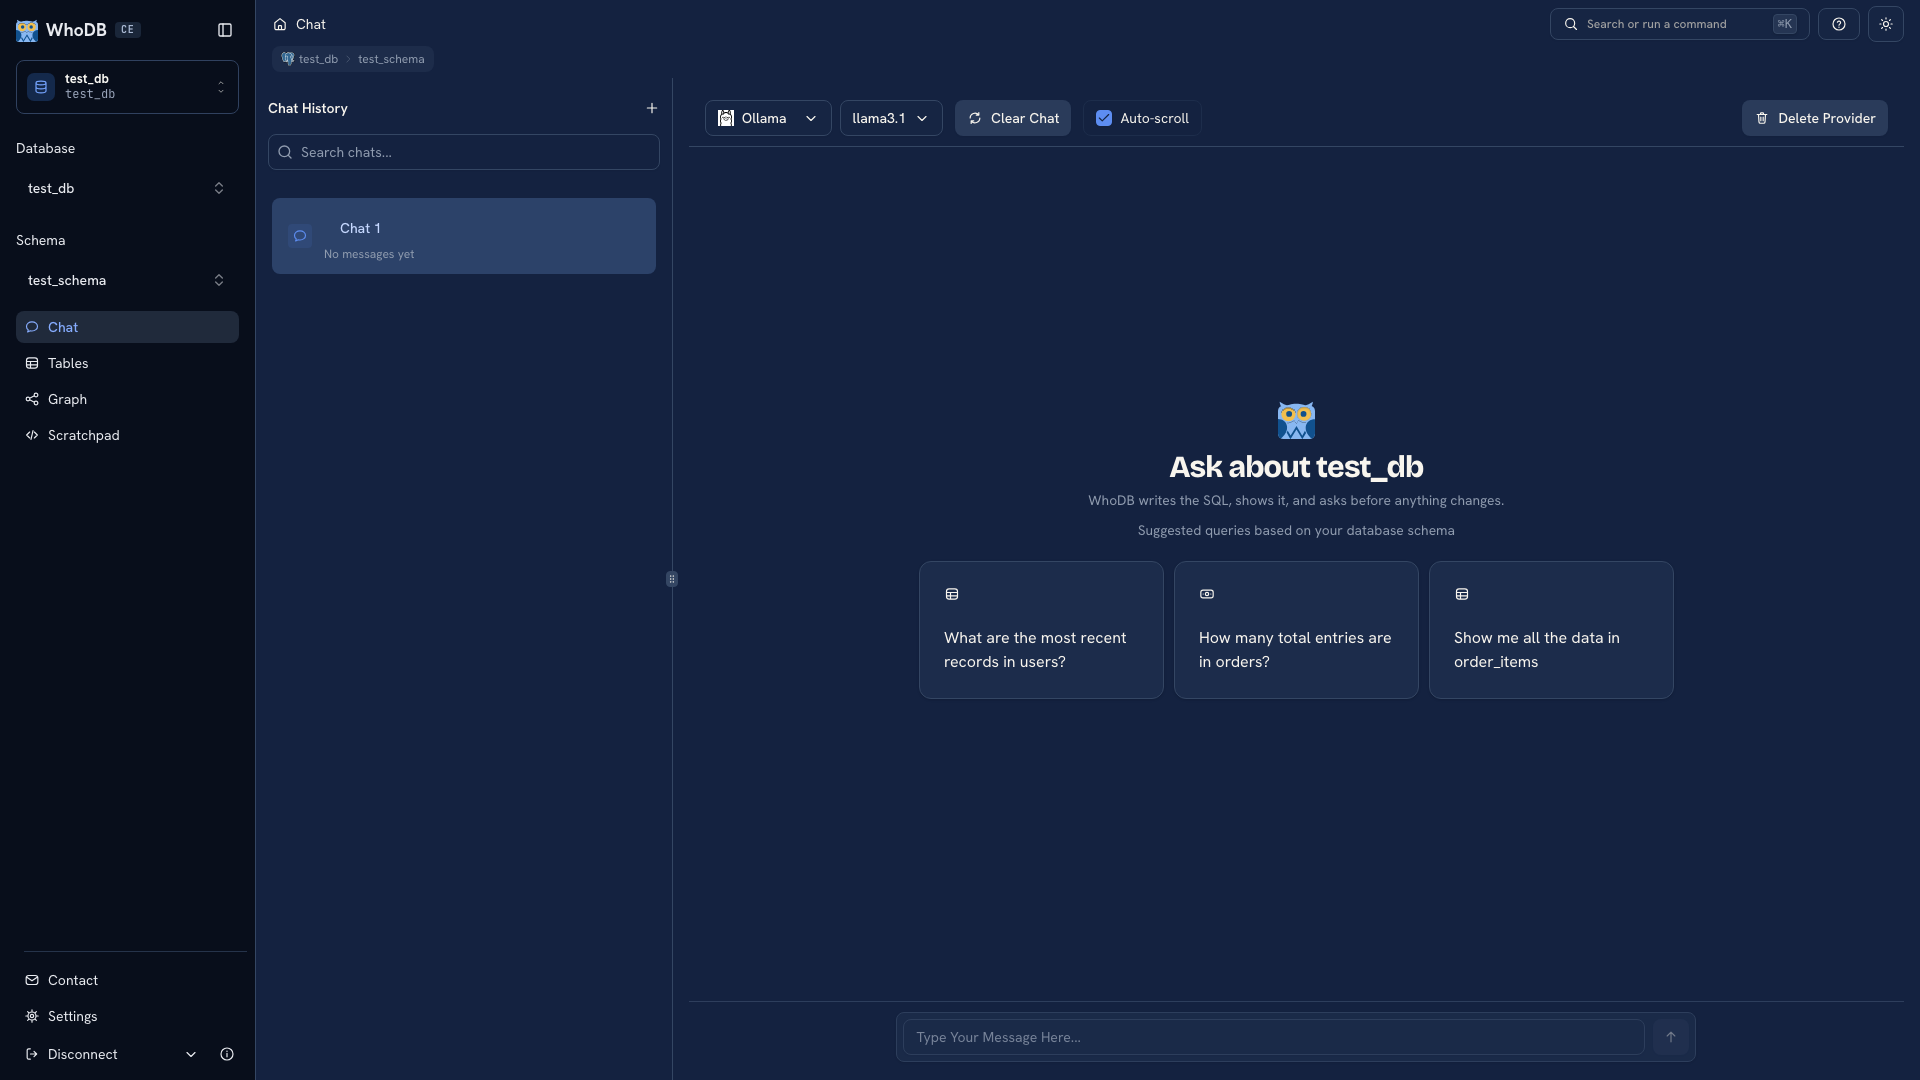 WhoDB CE
test_db
test_db
Database
test_db
Schema
test_schema
Chat
Tables
Graph
Scratchpad
Contact
Settings
Disconnect
Chat
test_db
test_schema
Search or run a command ⌘K
Chat History
Search chats...
Chat 1
No messages yet
Ollama
llama3.1
Clear Chat
Auto-scroll
Delete Provider
Ask about test_db
WhoDB writes the SQL, shows it, and asks before anything changes.
Suggested queries based on your database schema
What are the most recent
records in users?
How many total entries are
in orders?
Show me all the data in
order_items
Type Your Message Here...